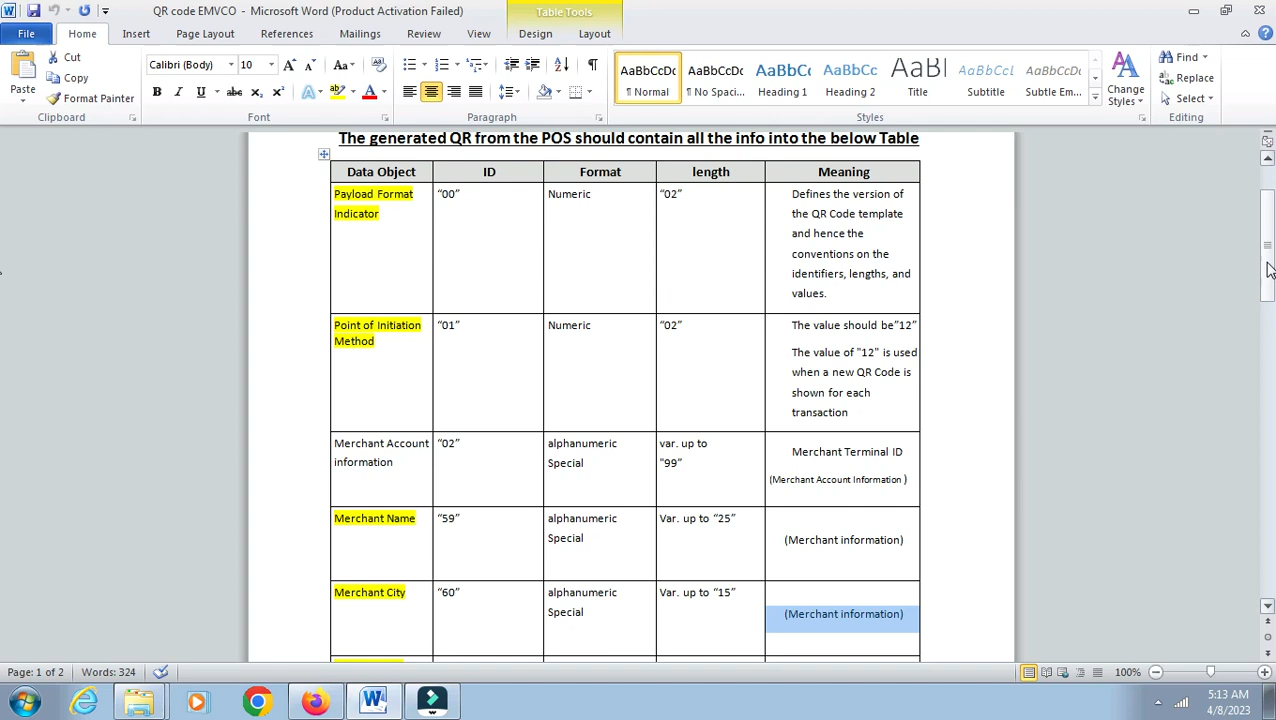 QR code EMVCO - Microsoft Word (Product Activation Failed)
Table Tools
File
Home
Insert
Page Layout
References
Mailings
Review
View
Design
Layout
Paste
Cut
Copy
Format Painter
Calibri (Body)
10
AaBbCcDc
¶ Normal
AaBbCcDc
¶ No Spaci...
AaBbCc
Heading 1
AaBbCc
Heading 2
AaBb
Title
AaBbCcDc
Subtitle
AaBbCcDc
Subtle Em...
Change
Styles
Find
Replace
Select
Clipboard
Font
Paragraph
Styles
Editing
The generated QR from the POS should contain all the info into the below Table
Data Object
ID
Format
length
Meaning
Payload Format
Indicator
“00”
Numeric
“02”
Defines the version of
the QR Code template
and hence the
conventions on the
identifiers, lengths, and
values.
Point of Initiation
Method
“01”
Numeric
“02”
The value should be”12”
The value of "12" is used
when a new QR Code is
shown for each
transaction
Merchant Account
information
“02”
alphanumeric
Special
var. up to
"99”
Merchant Terminal ID
(Merchant Account Information )
Merchant Name
“59”
alphanumeric
Special
Var. up to “25”
(Merchant information)
Merchant City
“60”
alphanumeric
Special
Var. up to “15”
(Merchant information)
Page: 1 of 2
Words: 324
100%
5:13 AM
4/8/2023